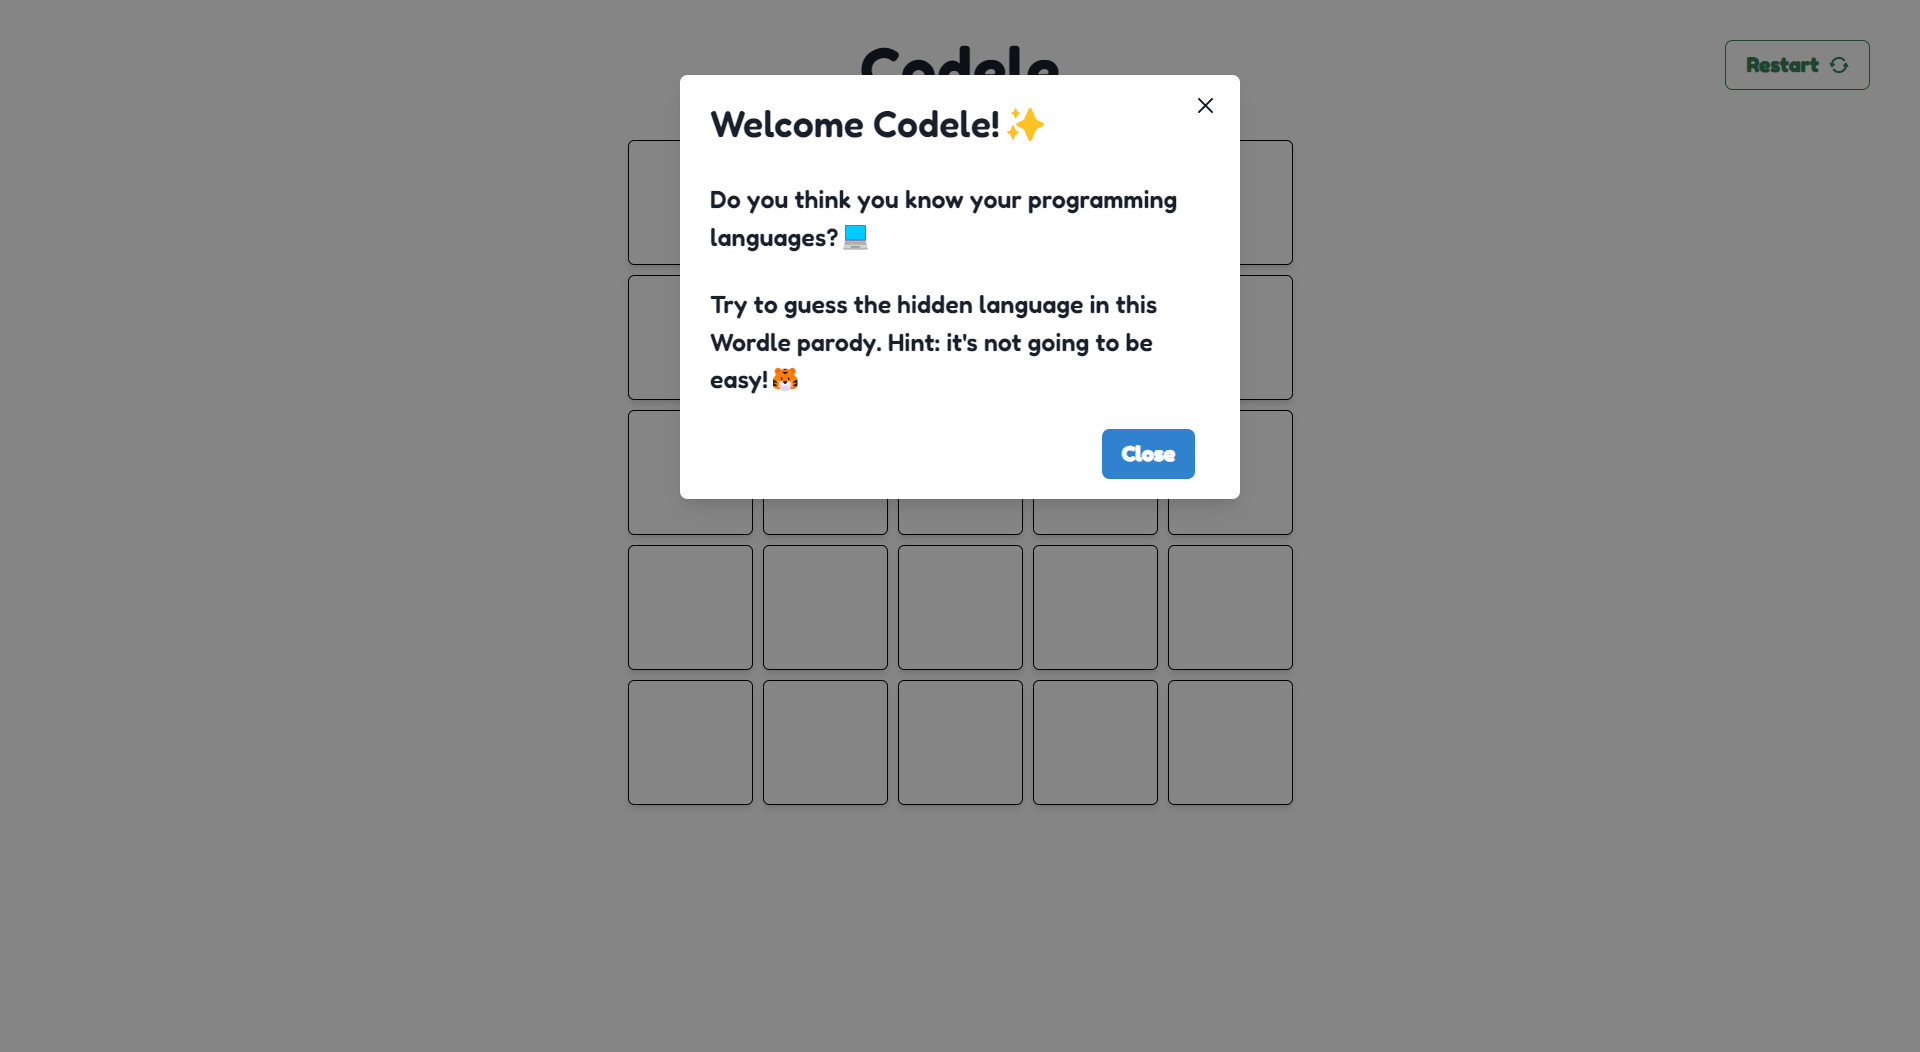 Codele
Restart
Welcome Codele!✨
Do you think you know your programming
languages?💻
Try to guess the hidden language in this
Wordle parody. Hint: it's not going to be
easy!🐯
Close